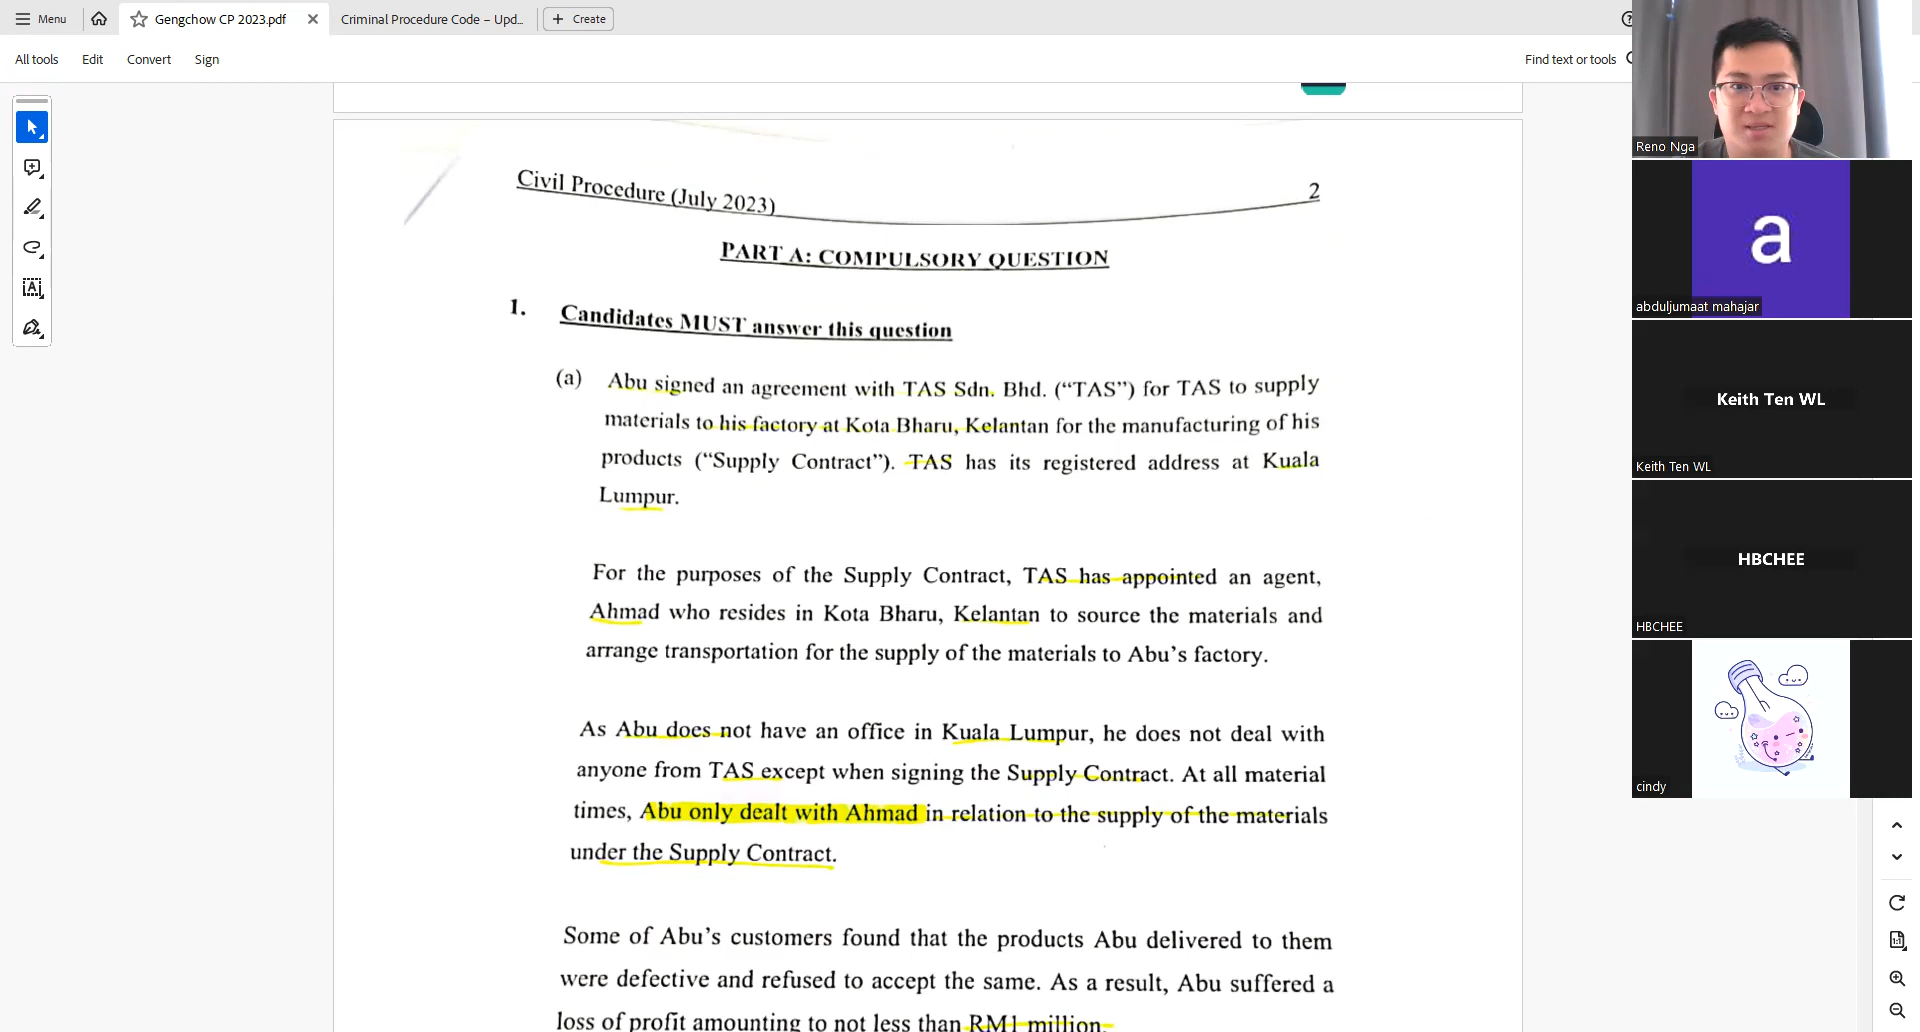 Menu
Gengchow CP 2023.pdf
Criminal Procedure Code – Upd...
Create
All tools
Edit
Convert
Sign
Find text or tools
Civil Procedure (July 2023)
2
PART A: COMPULSORY QUESTION
1. Candidates MUST answer this question
(a) Abu signed an agreement with TAS Sdn. Bhd. (“TAS”) for TAS to supply
materials to his factory at Kota Bharu, Kelantan for the manufacturing of his
products (“Supply Contract”). TAS has its registered address at Kuala
Lumpur.
For the purposes of the Supply Contract, TAS has appointed an agent,
Ahmad who resides in Kota Bharu, Kelantan to source the materials and
arrange transportation for the supply of the materials to Abu’s factory.
As Abu does not have an office in Kuala Lumpur, he does not deal with
anyone from TAS except when signing the Supply Contract. At all material
times, Abu only dealt with Ahmad in relation to the supply of the materials
under the Supply Contract.
Some of Abu’s customers found that the products Abu delivered to them
were defective and refused to accept the same. As a result, Abu suffered a
loss of profit amounting to not less than RM1 million.
Reno Nga
a
abduljumaat mahajar
Keith Ten WL
Keith Ten WL
HBCHEE
HBCHEE
cindy